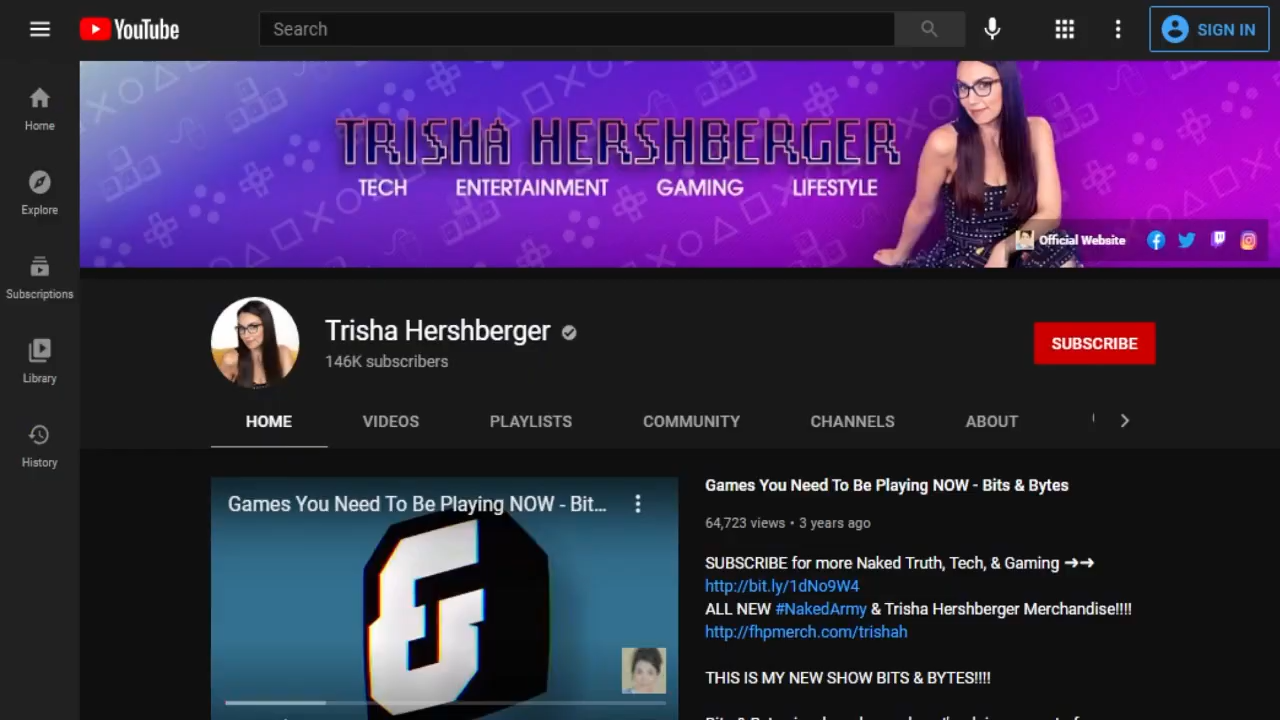 YouTube
Search
SIGN IN
Home
Explore
Subscriptions
Library
History
TRISHA HERSHBERGER
TECH ENTERTAINMENT GAMING LIFESTYLE
Official Website
Trisha Hershberger
146K subscribers
SUBSCRIBE
HOME VIDEOS PLAYLISTS COMMUNITY CHANNELS ABOUT
Games You Need To Be Playing NOW - Bit...
Games You Need To Be Playing NOW - Bits & Bytes
64,723 views • 3 years ago
SUBSCRIBE for more Naked Truth, Tech, & Gaming ➜➜
http://bit.ly/1dNo9W4
ALL NEW #NakedArmy & Trisha Hershberger Merchandise!!!!
http://fhpmerch.com/trishah
THIS IS MY NEW SHOW BITS & BYTES!!!!